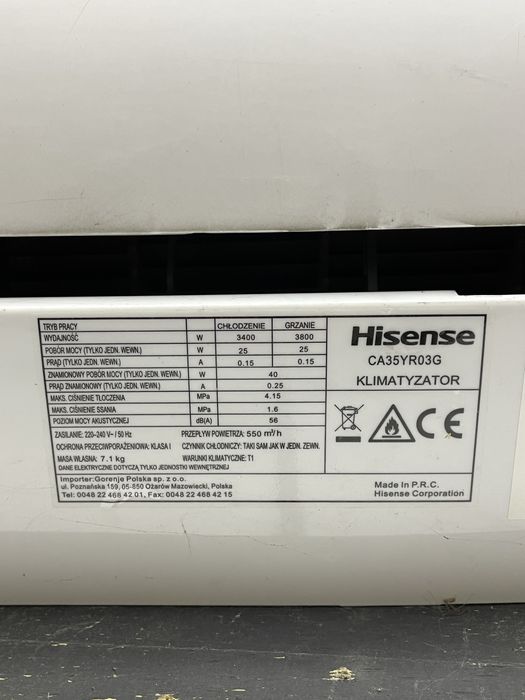 TRYB PRACY CHŁODZENIE GRZANIE
WYDAJNOŚĆ W 3400 3800
POBÓR MOCY (TYLKO JEDN. WEWN.) W 25 25
PRĄD (TYLKO JEDN. WEWN.) A 0.15 0.15
ZNAMIONOWY POBÓR MOCY (TYLKO JEDN. WEWN.) W 40
PRĄD ZNAMIONOWY (TYLKO JEDN. WEWN.) A 0.25
MAKS. CIŚNIENIE TŁOCZENIA MPa 4.15
MAKS. CIŚNIENIE SSANIA MPa 1.6
POZIOM MOCY AKUSTYCZNEJ dB(A) 56
ZASILANIE: 220-240 V~ / 50 Hz PRZEPŁYW POWIETRZA: 550 m³/h
OCHRONA PRZECIWPORAŻENIOWA: KLASA I CZYNNIK CHŁODNICZY: TAKI SAM JAK W JEDN. ZEWN.
MASA WŁASNA: 7.1 kg WARUNKI KLIMATYCZNE: T1
DANE ELEKTRYCZNE DOTYCZĄ TYLKO JEDNOSTKI WEWNĘTRZNEJ
Importer: Gorenje Polska sp. z o.o.
ul. Poznańska 159, 05-850 Ożarów Mazowiecki, Polska
Tel: 0048 22 468 42 01, Fax: 0048 22 468 42 15
Hisense
CA35YR03G
KLIMATYZATOR
CE
Made In P.R.C.
Hisense Corporation